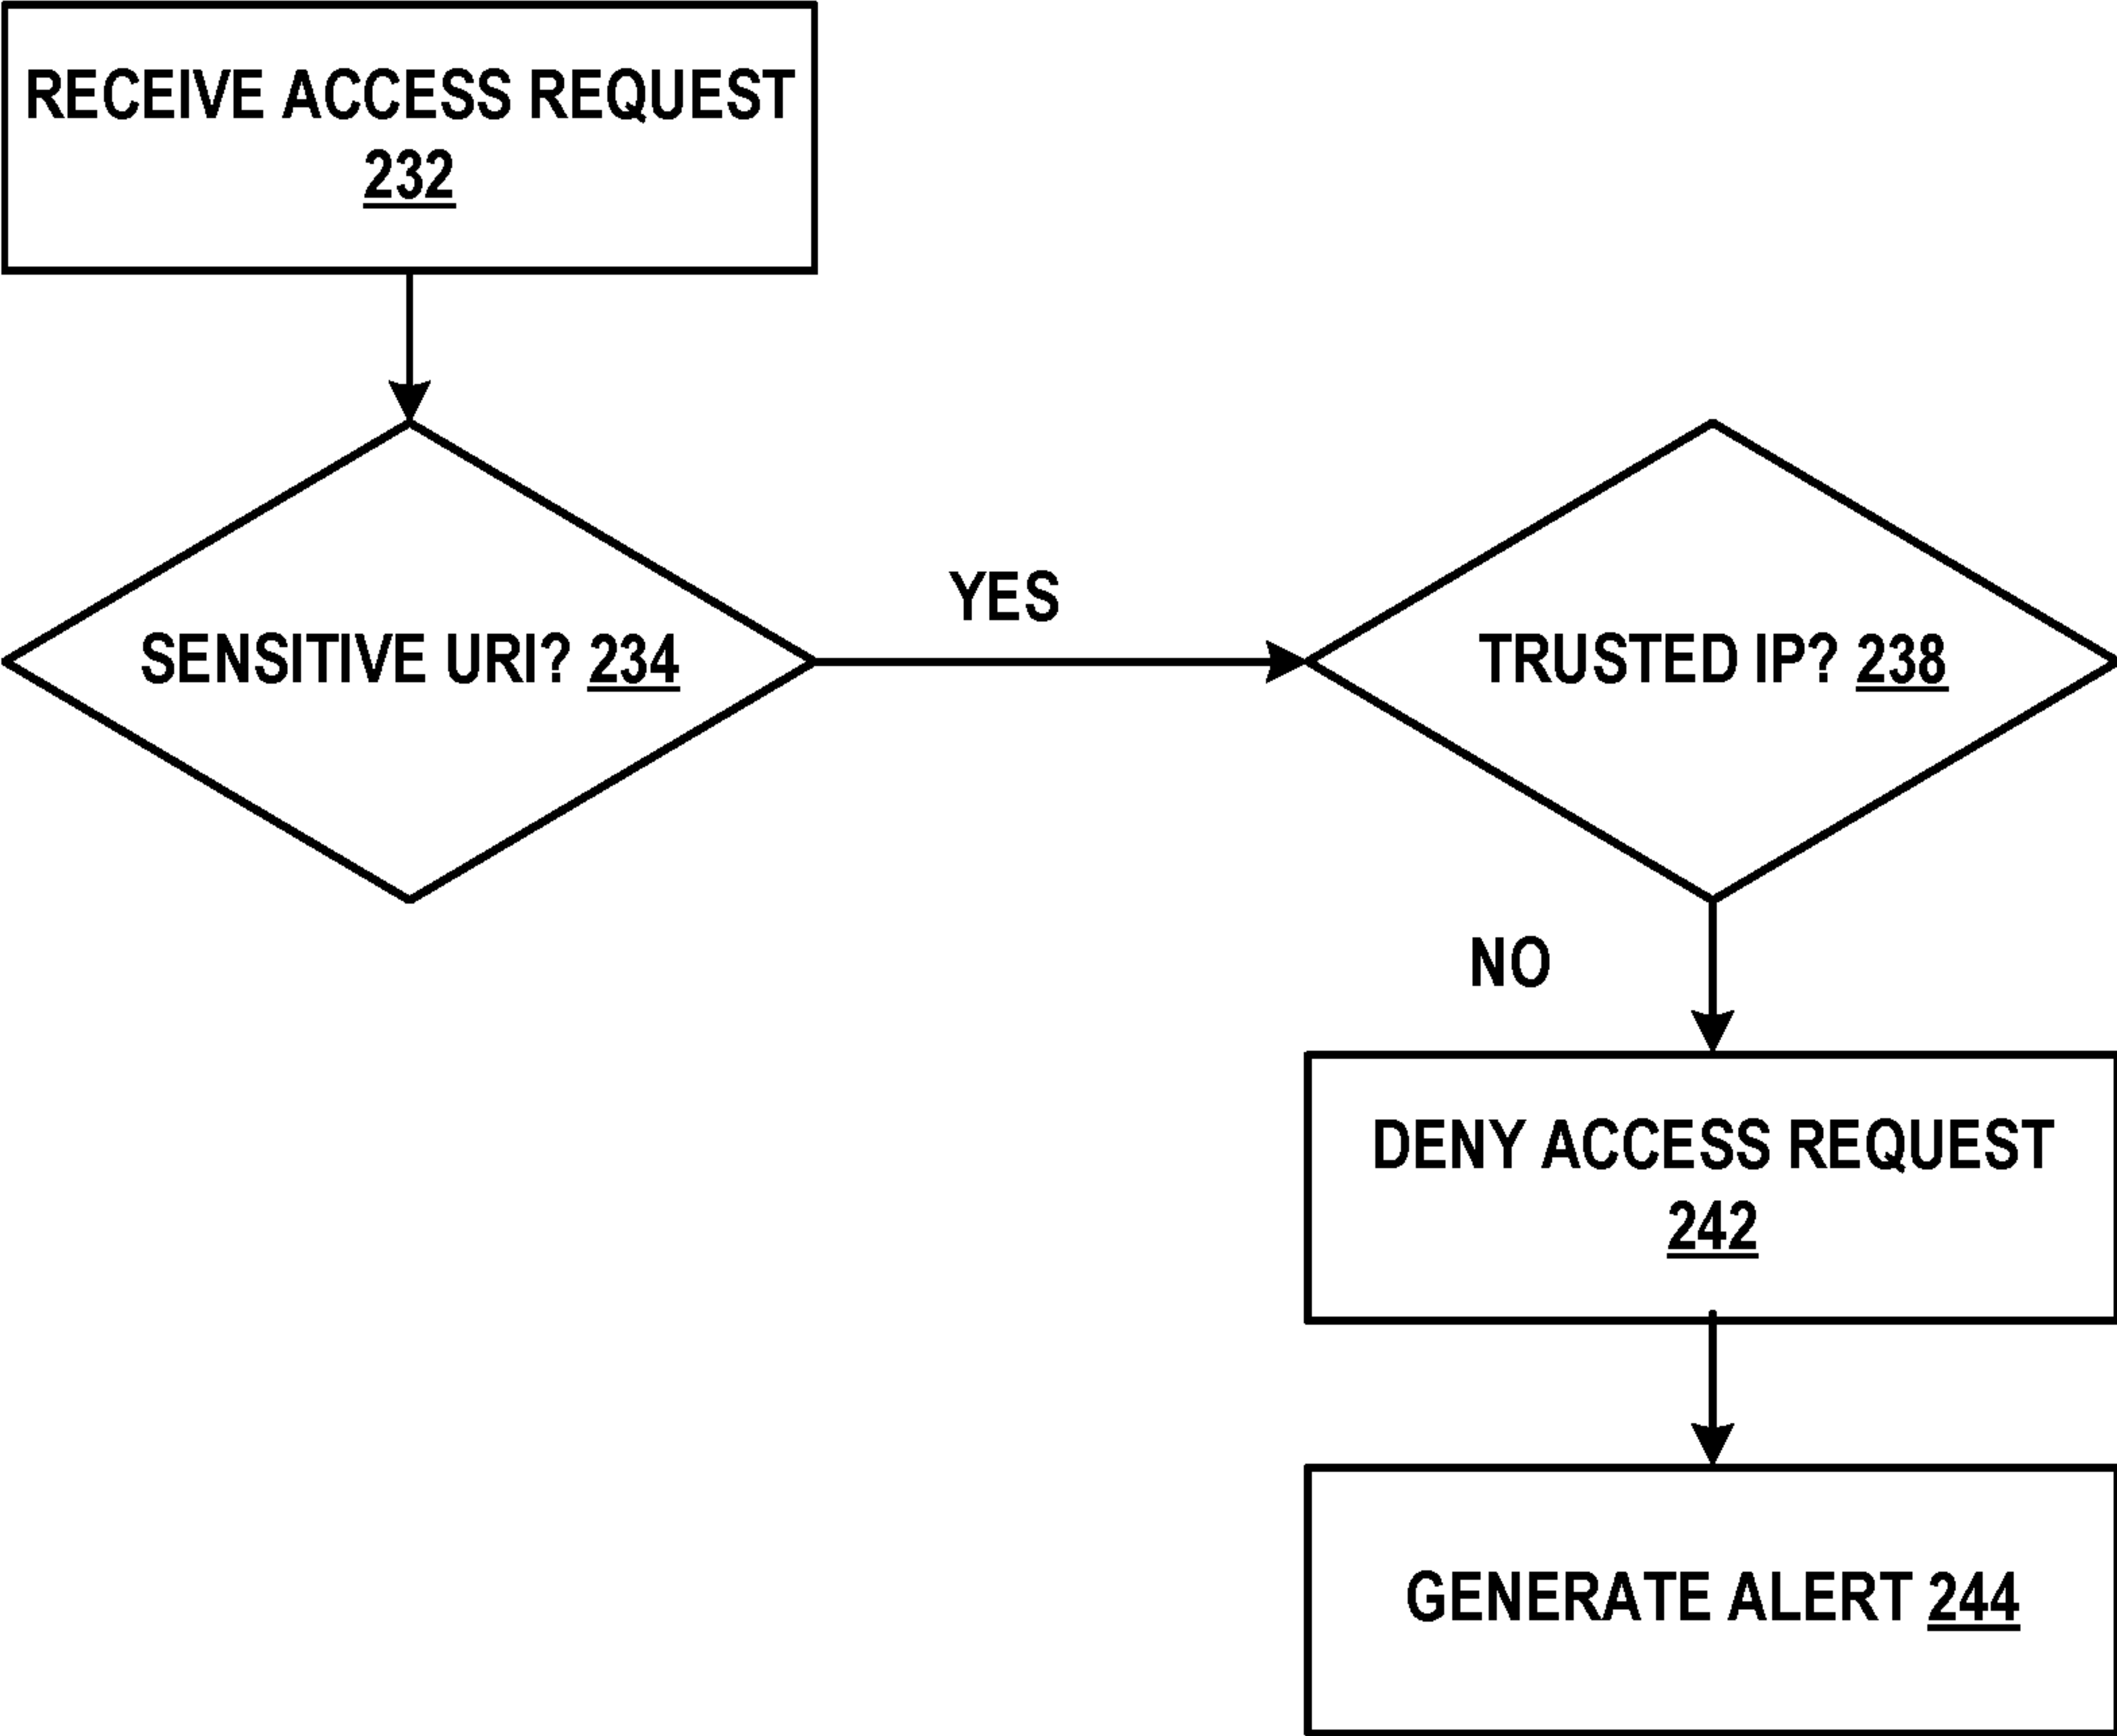 RECEIVE ACCESS REQUEST
232
YES
SENSITIVE URI? 234
TRUSTED IP? 238
NO
DENY ACCESS REQUEST
242
GENERATE ALERT 244